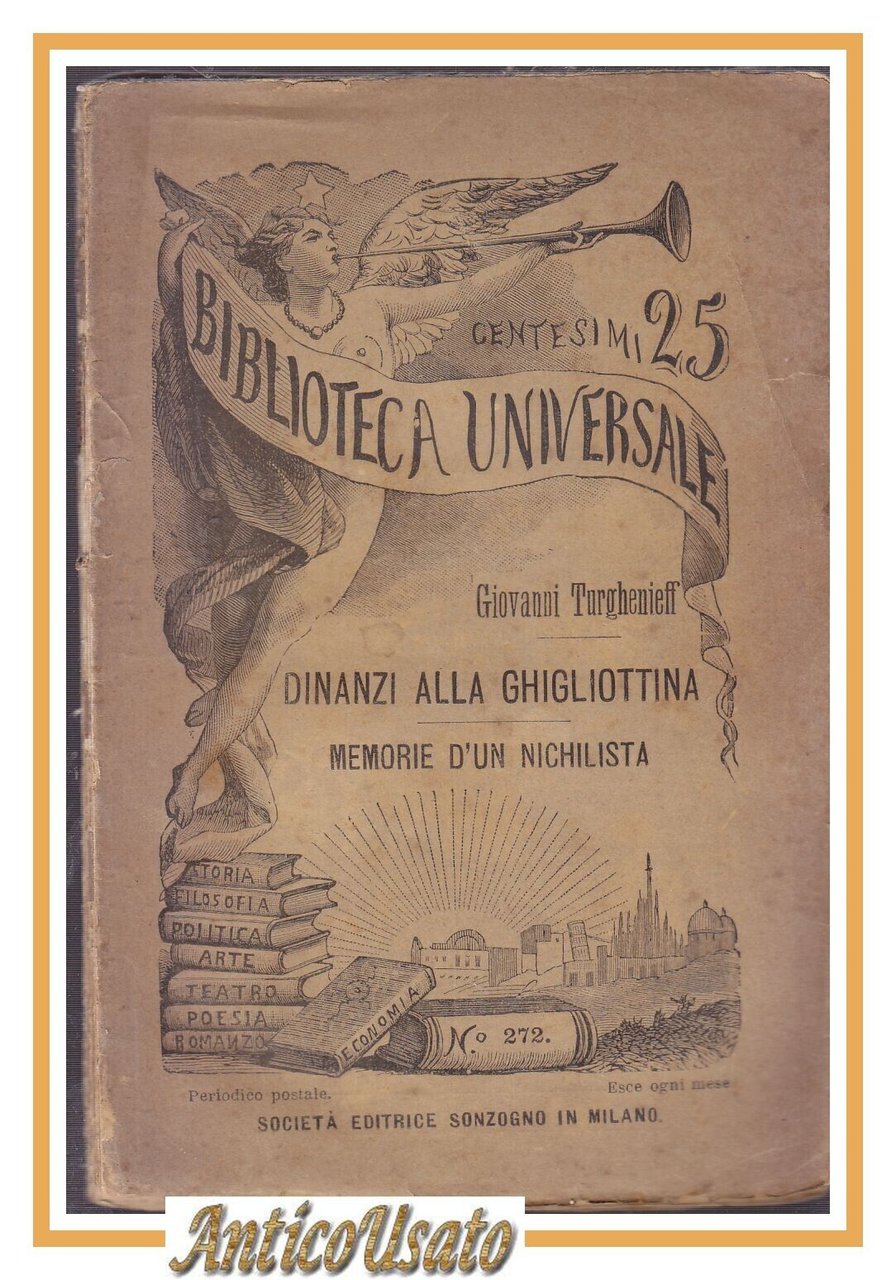 CENTESIMI 25
BIBLIOTECA UNIVERSALE
Giovanni Turghenieff
DINANZI ALLA GHIGLIOTTINA
MEMORIE D'UN NICHILISTA
STORIA
FILOSOFIA
POLITICA
ARTE
TEATRO
POESIA
ROMANZO
ECONOMIA
N.º 272.
Periodico postale.
Esce ogni mese
SOCIETÀ EDITRICE SONZOGNO IN MILANO.
AnticoUsato